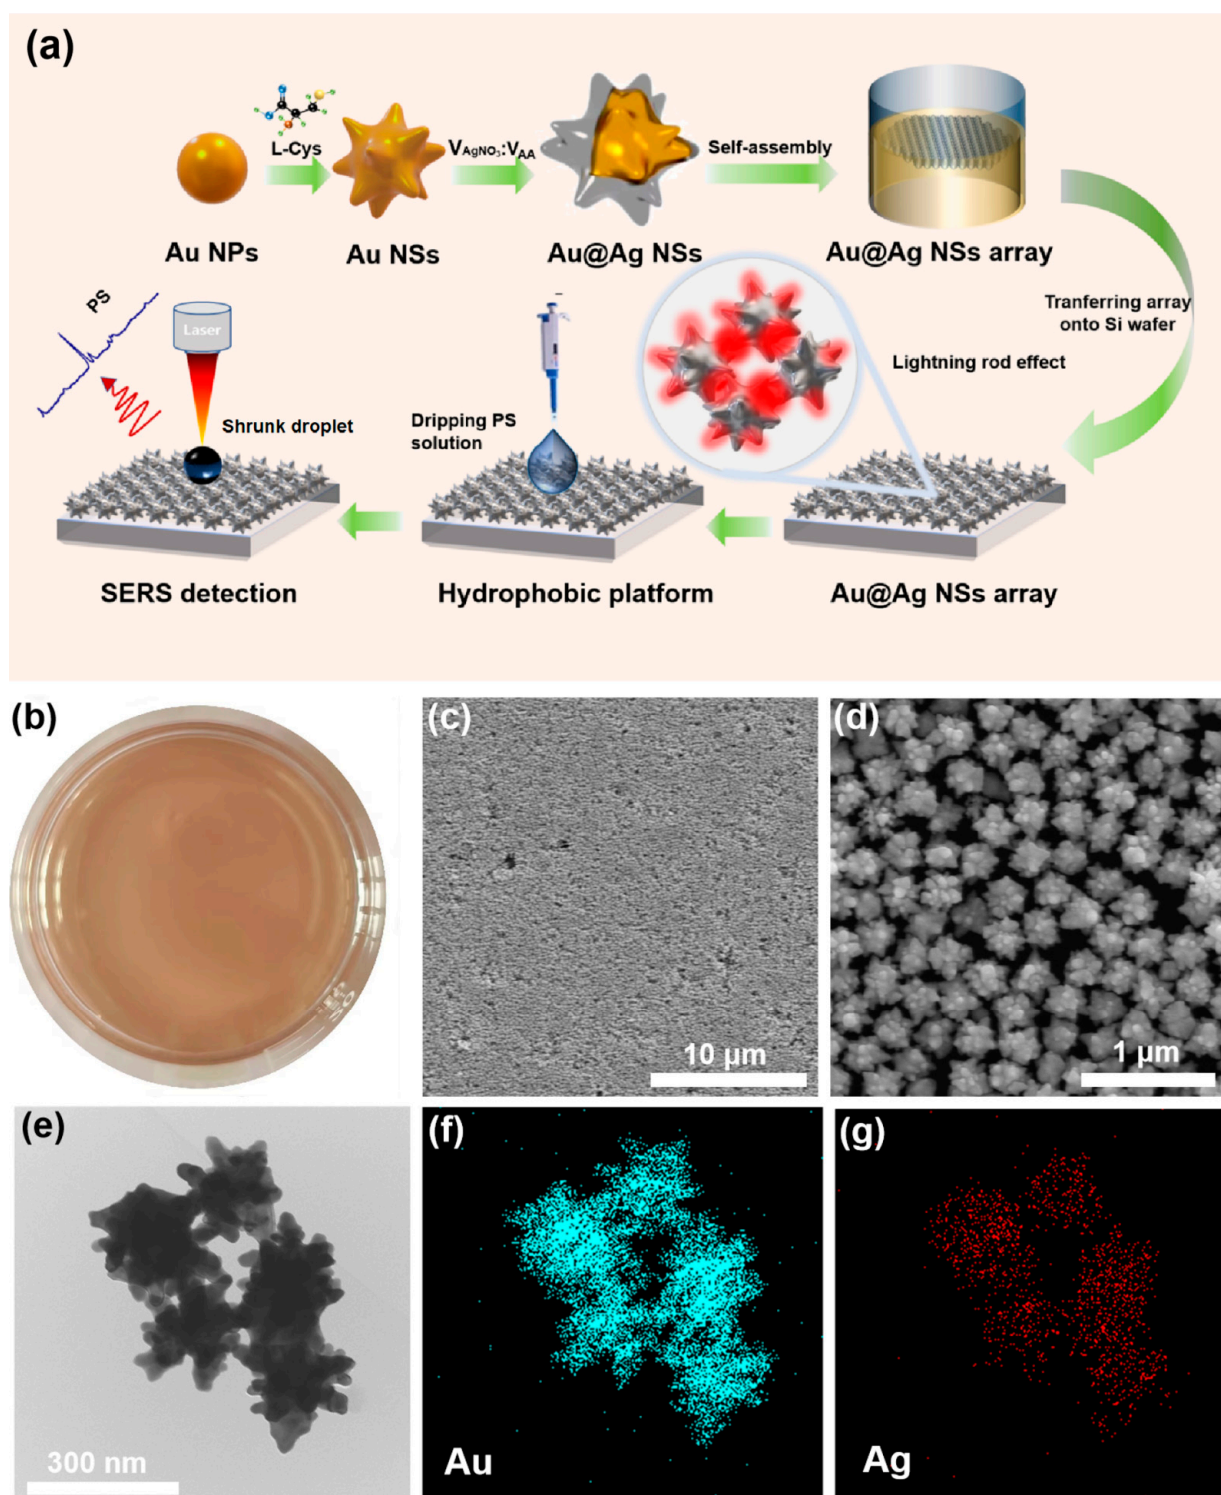 (a)
L-Cys
VAgNO₃:VAA
Self-assembly
Au NPs
Au NSs
Au@Ag NSs
Au@Ag NSs array
PS
Laser
Shrunk droplet
Dripping PS
solution
Lightning rod effect
Tranferring array
onto Si wafer
SERS detection
Hydrophobic platform
Au@Ag NSs array
(b)
(c)
10 µm
(d)
1 µm
(e)
300 nm
(f)
Au
(g)
Ag